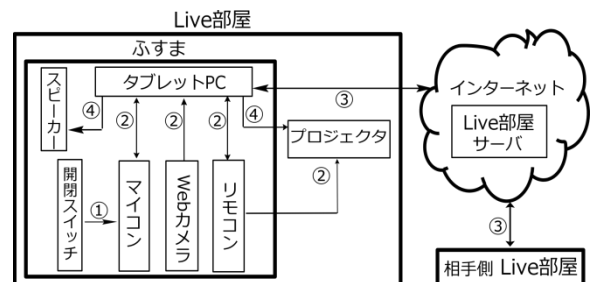 Live部屋
ふすま
スピーカー
タブレットPC
④
②
②
②
④
③
プロジェクタ
インターネット
Live部屋
サーバ
開閉スイッチ
①
マイコン
Webカメラ
リモコン
②
③
相手側 Live部屋